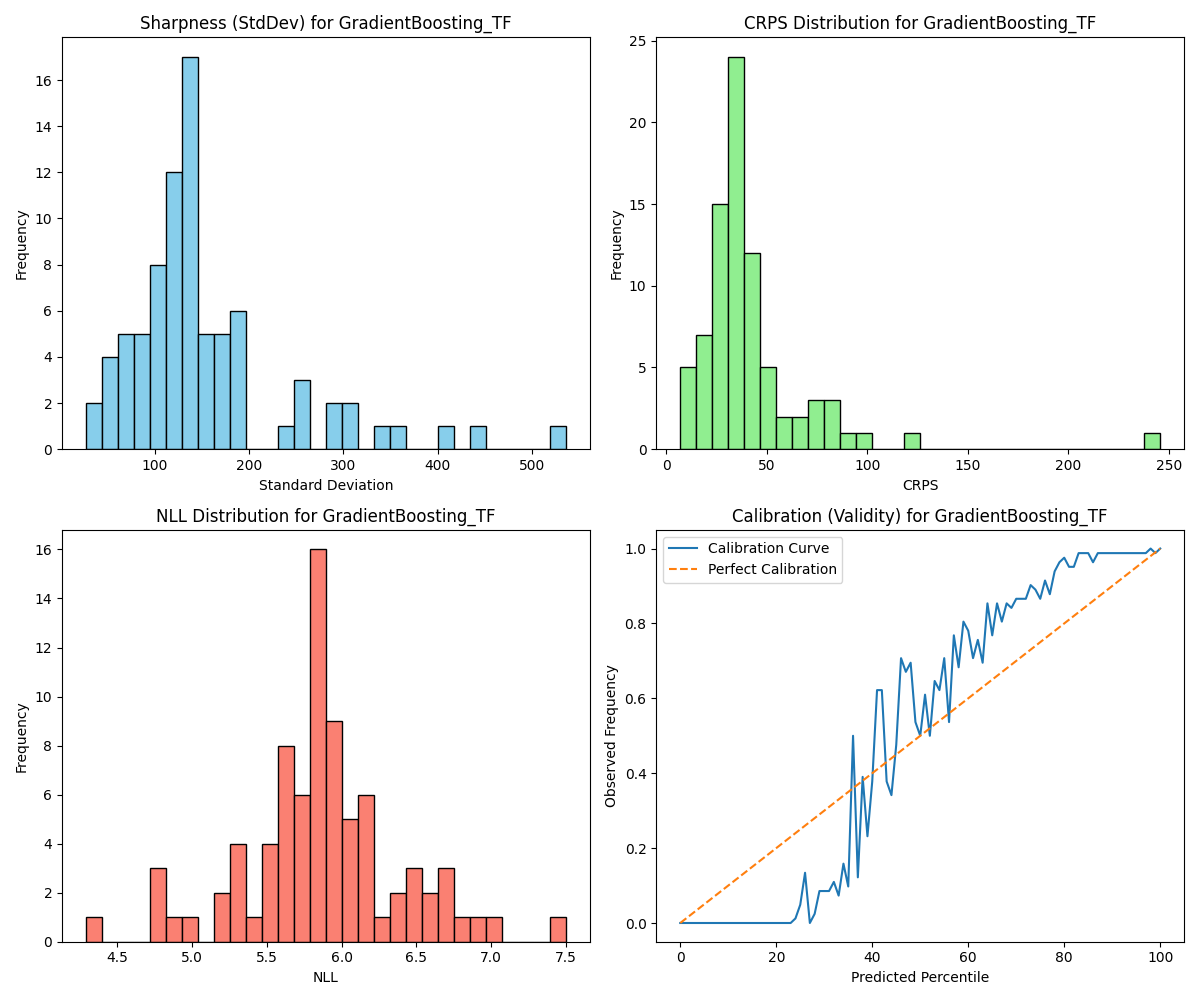 Sharpness (StdDev) for GradientBoosting_TF
16
14
12
10
8
6
4
2
0
Frequency
100 200 300 400 500
Standard Deviation
CRPS Distribution for GradientBoosting_TF
25
20
15
10
5
0
Frequency
0 50 100 150 200 250
CRPS
NLL Distribution for GradientBoosting_TF
16
14
12
10
8
6
4
2
0
Frequency
4.5 5.0 5.5 6.0 6.5 7.0 7.5
NLL
Calibration (Validity) for GradientBoosting_TF
Calibration Curve
Perfect Calibration
1.0
0.8
0.6
0.4
0.2
0.0
Observed Frequency
0 20 40 60 80 100
Predicted Percentile